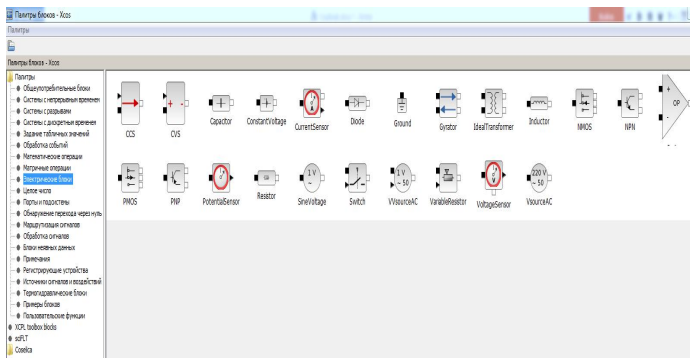 Палитры блоков - Xcos
Палитры
Палитры блоков - Xcos
Палитры
Общеупотребительные блоки
Системы с непрерывным временем
Системы с разрывами
Системы с дискретным временем
Задание табличных значений
Обработка событий
Математические операции
Матричные операции
Электрические блоки
Целое число
Порты и подсистемы
Обнаружение перехода через нуль
Маршрутизация сигналов
Обработка сигналов
Блоки неявных данных
Примечания
Регистрирующие устройства
Источники сигналов и воздействий
Термогидравлические блоки
Примеры блоков
Пользовательские функции
XCPL toolbox blocks
sciFLT
Coselica
CCS CVS Capacitor ConstantVoltage CurrentSensor Diode Ground Gyrator IdealTransformer Inductor NMOS NPN OP
1 V 1 V ~ 50 220 V ~ 50
PMOS PNP PotentialSensor Resistor SineVoltage Switch VVsourceAC VariableResistor VoltageSensor VsourceAC